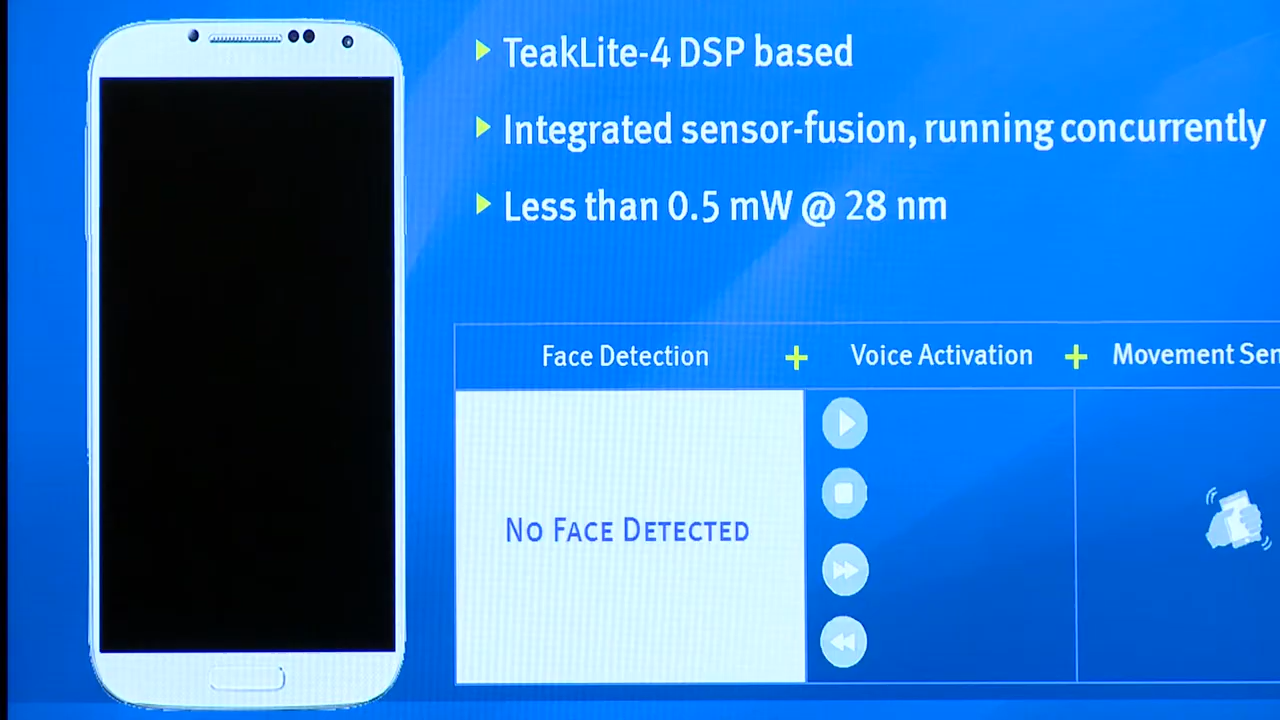 TeakLite-4 DSP based
Integrated sensor-fusion, running concurrently
Less than 0.5 mW @ 28 nm
Face Detection + Voice Activation + Movement Sen
NO FACE DETECTED